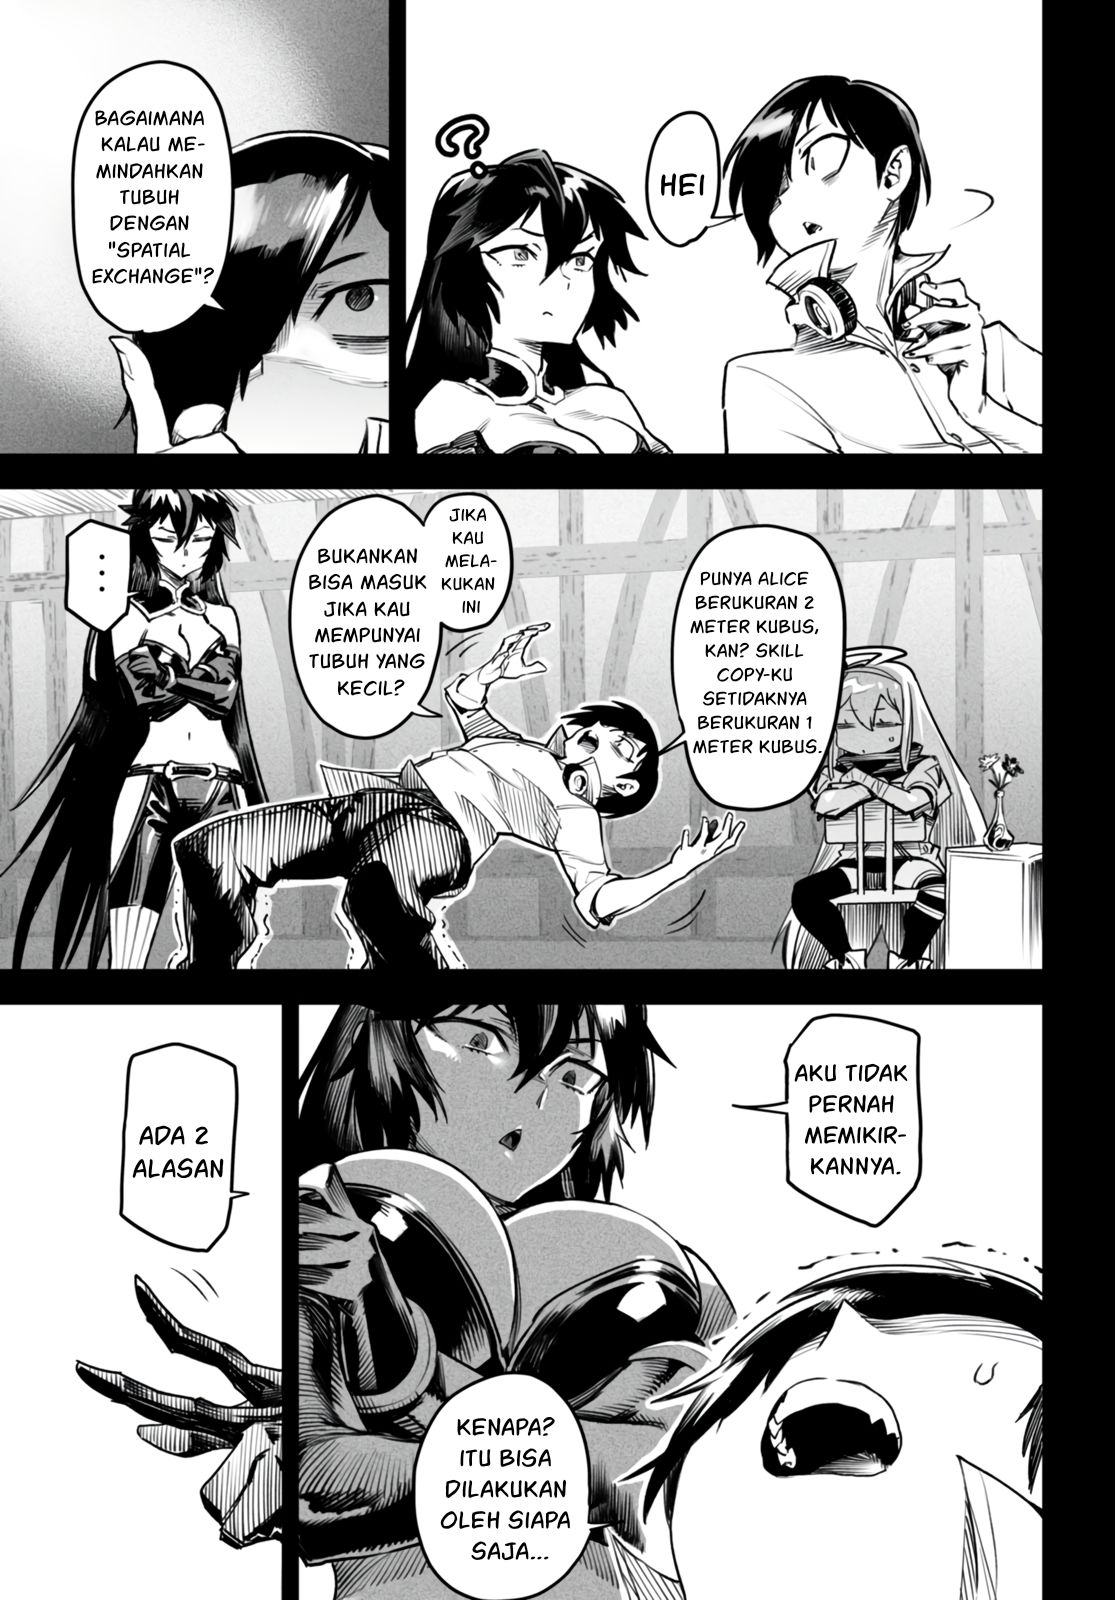 HEI
BAGAIMANA
KALAU ME-
MINDAHKAN
TUBUH
DENGAN
"SPATIAL
EXCHANGE"?
PUNYA ALICE
BERUKURAN 2
METER KUBUS,
KAN? SKILL
COPY-KU
SETIDAKNYA
BERUKURAN 1
METER KUBUS.
JIKA
KAU
MELA-
KUKAN
INI
BUKANKAN
BISA MASUK
JIKA KAU
MEMPUNYAI
TUBUH YANG
KECIL?
...
AKU TIDAK
PERNAH
MEMIKIR-
KANNYA.
KENAPA?
ITU BISA
DILAKUKAN
OLEH SIAPA
SAJA...
ADA 2
ALASAN